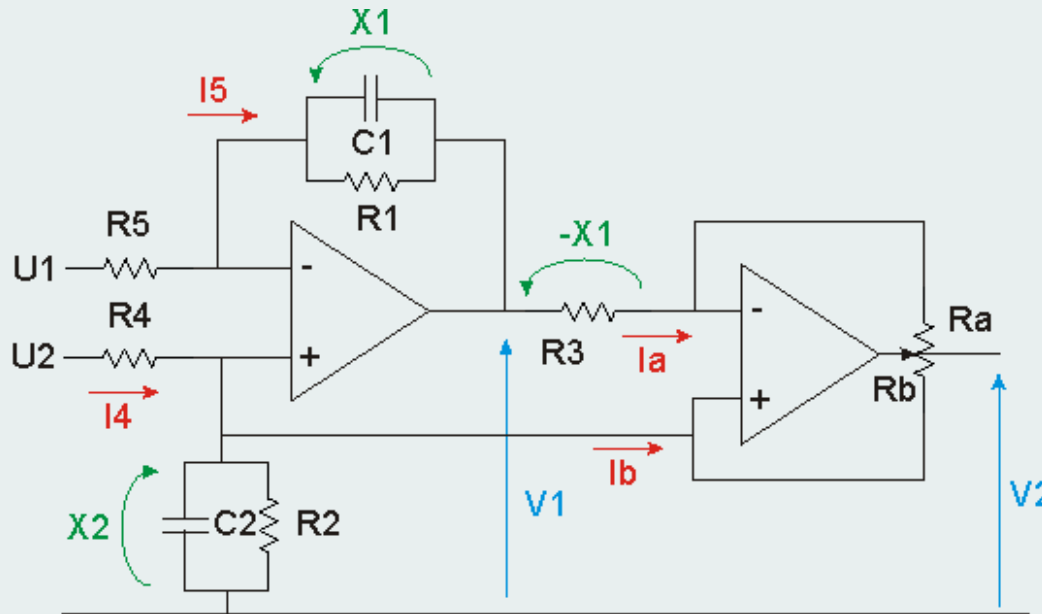 X1
I5
C1
R1
R5
-X1
U1
-
-
Ra
R4
R3
Ia
U2
+
Rb
I4
+
Ib
V1
V2
X2
C2
R2